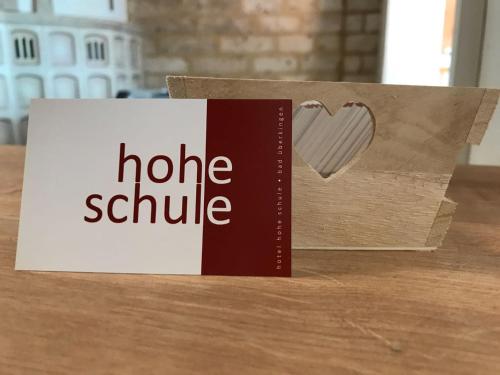 hohe
schule
hotel hohe schule • bad überkingen